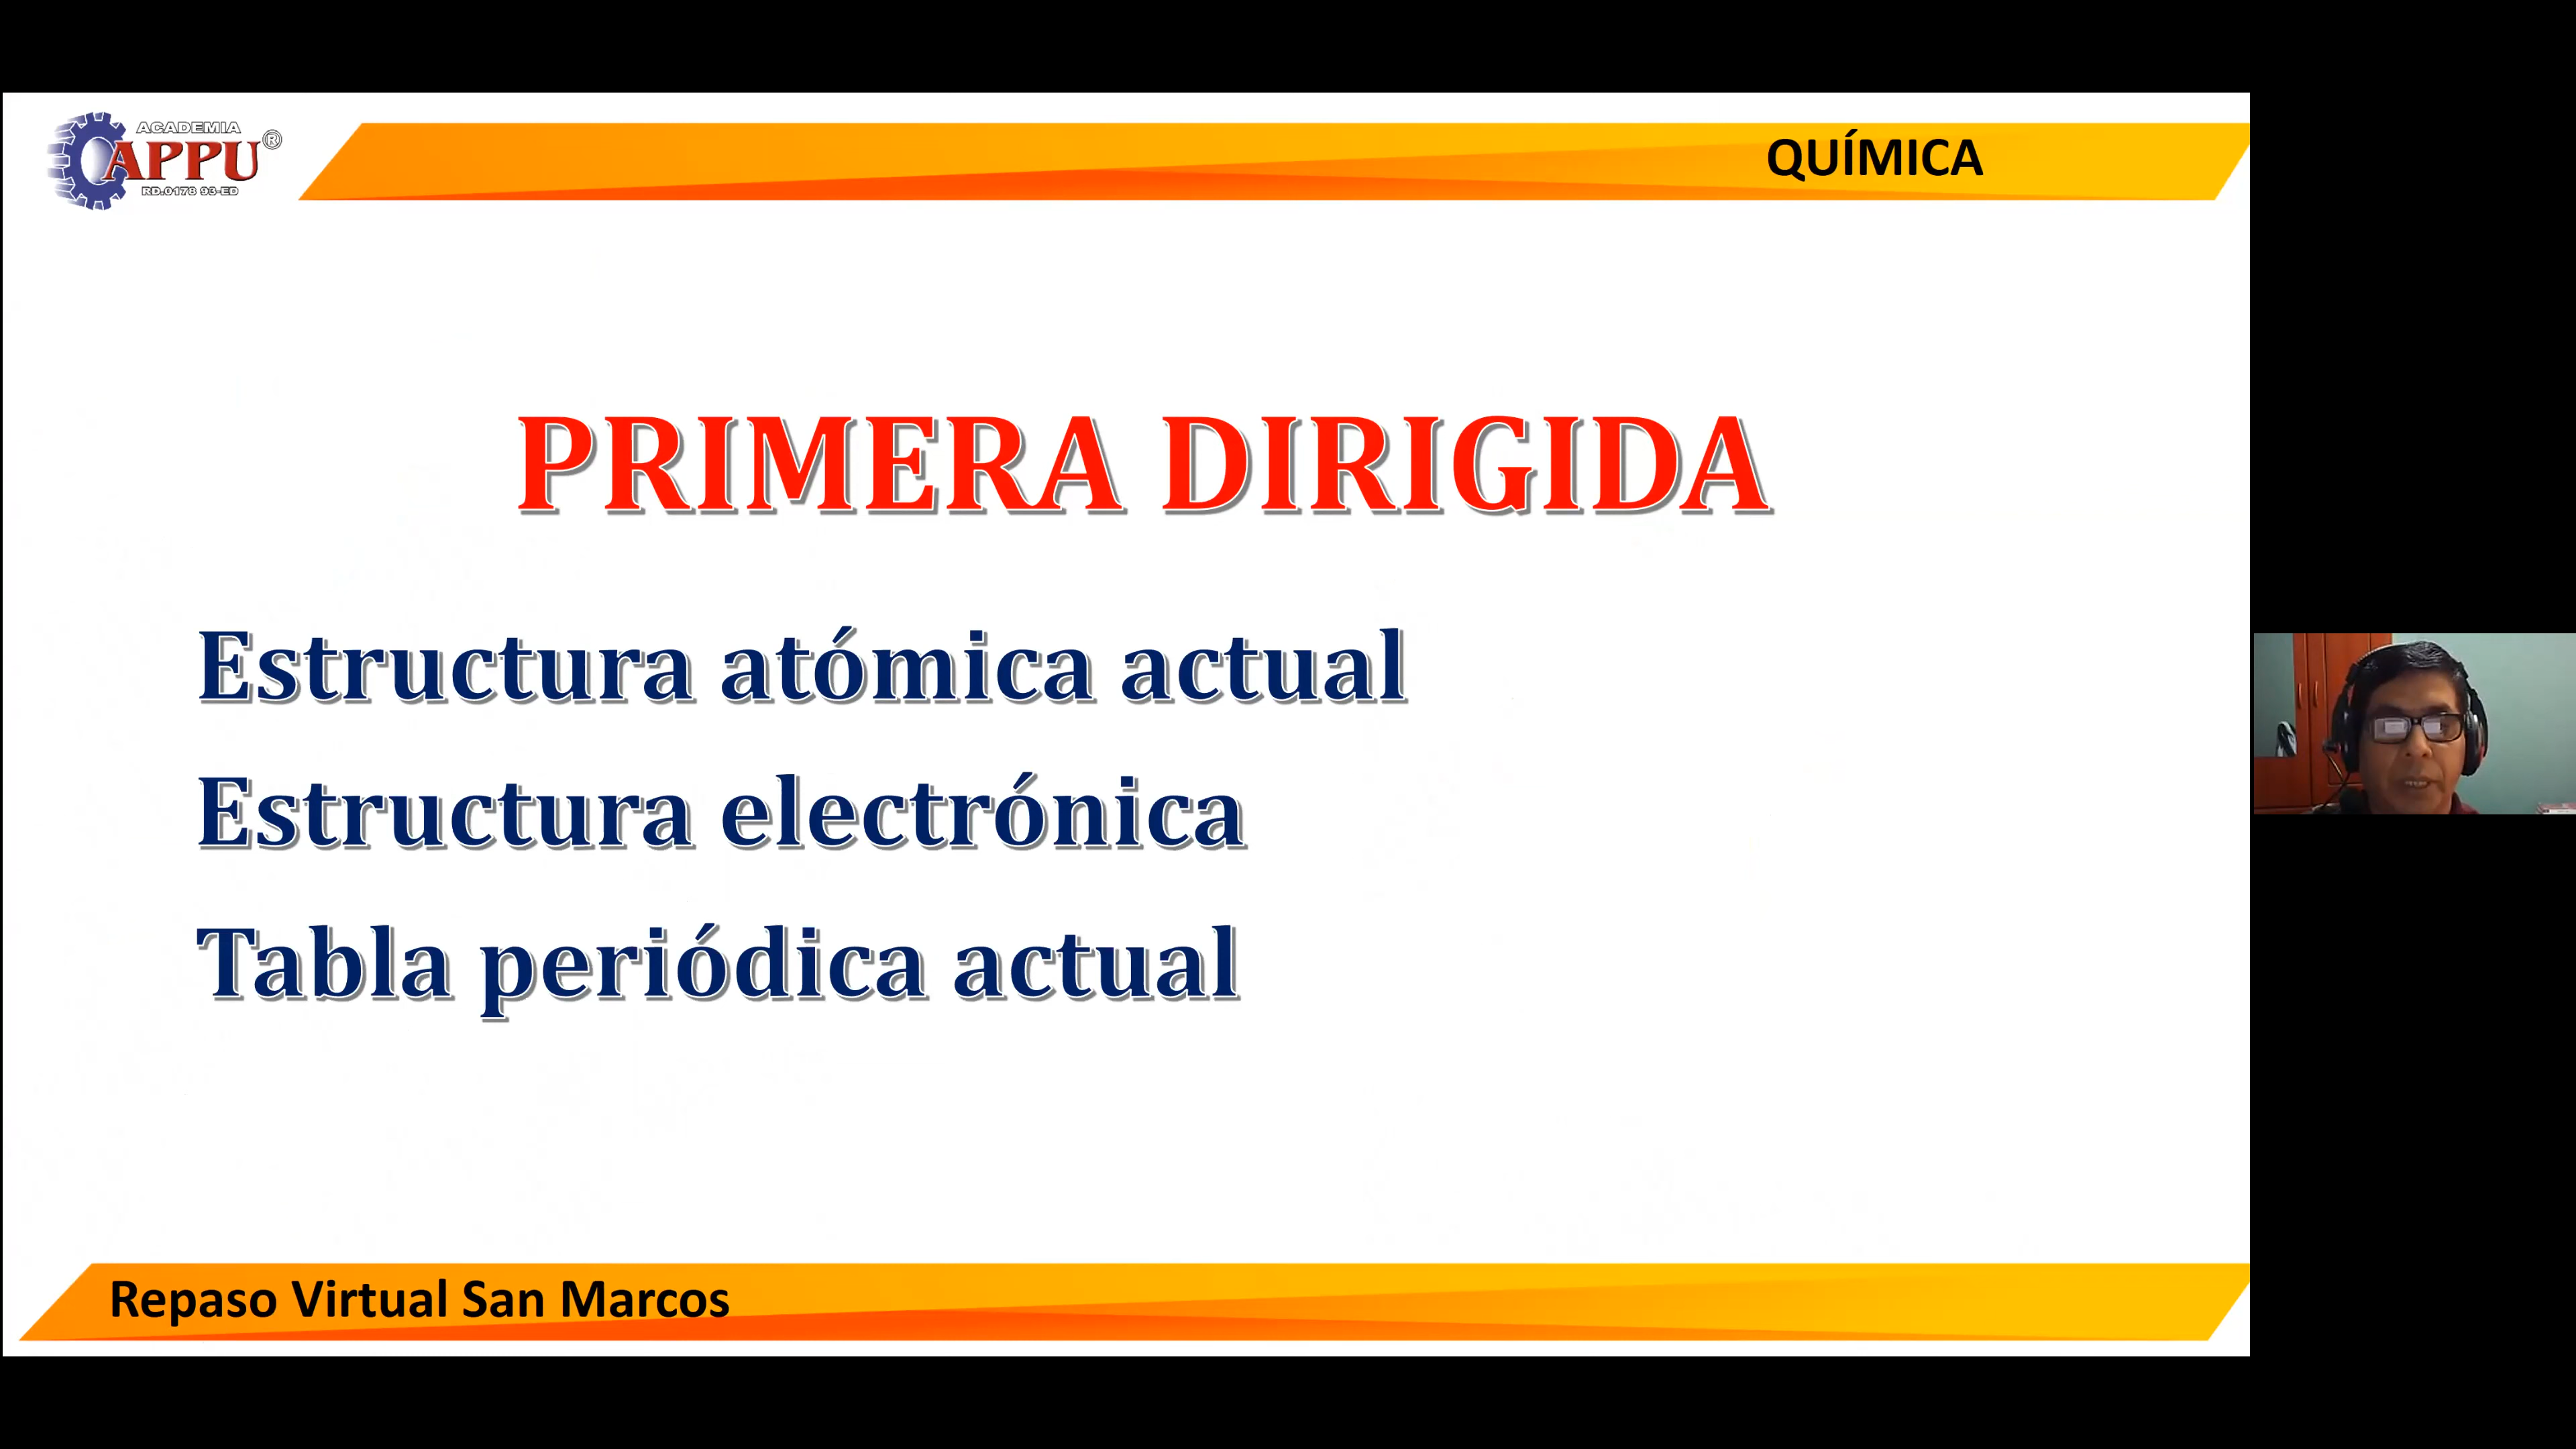 ACADEMIA
APPU®
RD.0178 93-ED
QUÍMICA
PRIMERA DIRIGIDA
Estructura atómica actual
Estructura electrónica
Tabla periódica actual
Repaso Virtual San Marcos